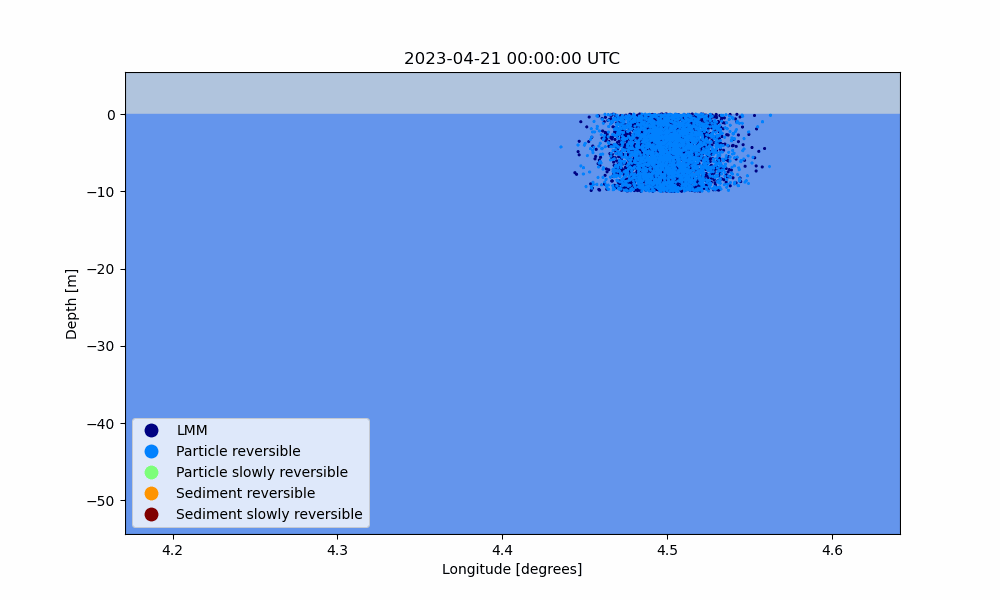 2023-04-21 00:00:00 UTC
0
−10
−20
−30
−40
−50
Depth [m]
LMM
Particle reversible
Particle slowly reversible
Sediment reversible
Sediment slowly reversible
4.2 4.3 4.4 4.5 4.6
Longitude [degrees]